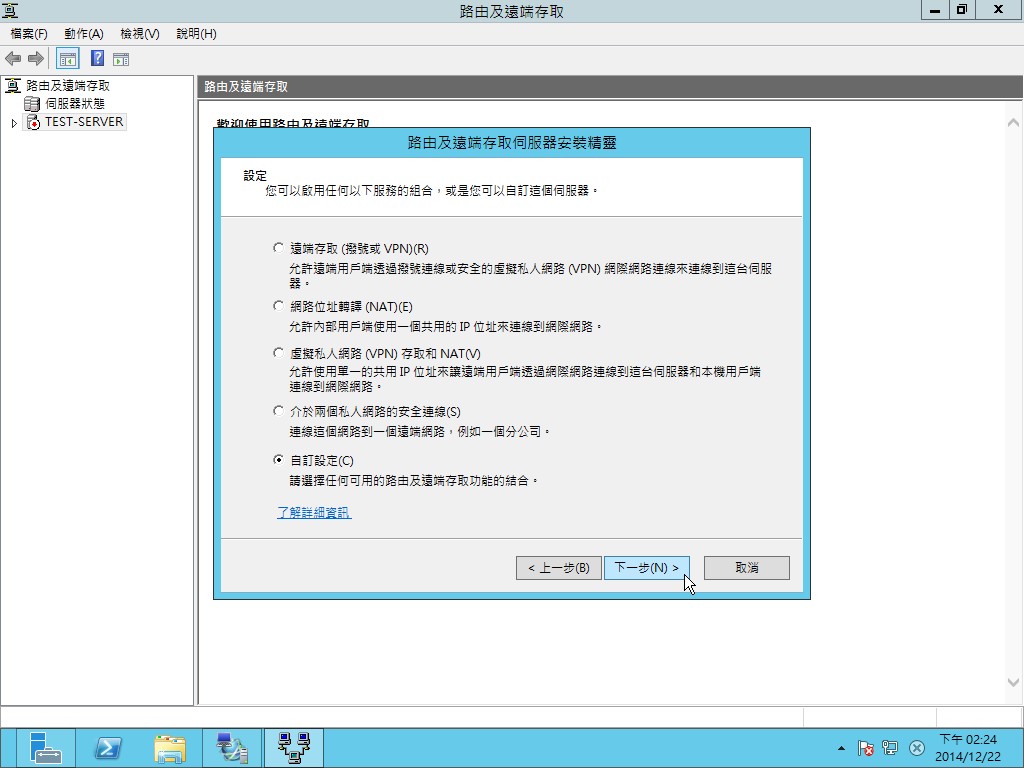 路由及遠端存取
檔案(F) 動作(A) 檢視(V) 說明(H)
路由及遠端存取
伺服器狀態
TEST-SERVER
路由及遠端存取
歡迎使用路由及遠端存取
路由及遠端存取伺服器安裝精靈
設定
您可以啟用任何以下服務的組合，或是您可以自訂這個伺服器。
遠端存取 (撥號或 VPN)(R)
允許遠端用戶端透過撥號連線或安全的虛擬私人網路 (VPN) 網際網路連線來連線到這台伺服
器。
網路位址轉譯 (NAT)(E)
允許內部用戶端使用一個共用的 IP 位址來連線到網際網路。
虛擬私人網路 (VPN) 存取和 NAT(V)
允許使用單一的共用 IP 位址來讓遠端用戶端透過網際網路連線到這台伺服器和本機用戶端
連線到網際網路。
介於兩個私人網路的安全連線(S)
連線這個網路到一個遠端網路，例如一個分公司。
自訂設定(C)
請選擇任何可用的路由及遠端存取功能的結合。
了解詳細資訊
< 上一步(B) 下一步(N) > 取消
下午 02:24
2014/12/22